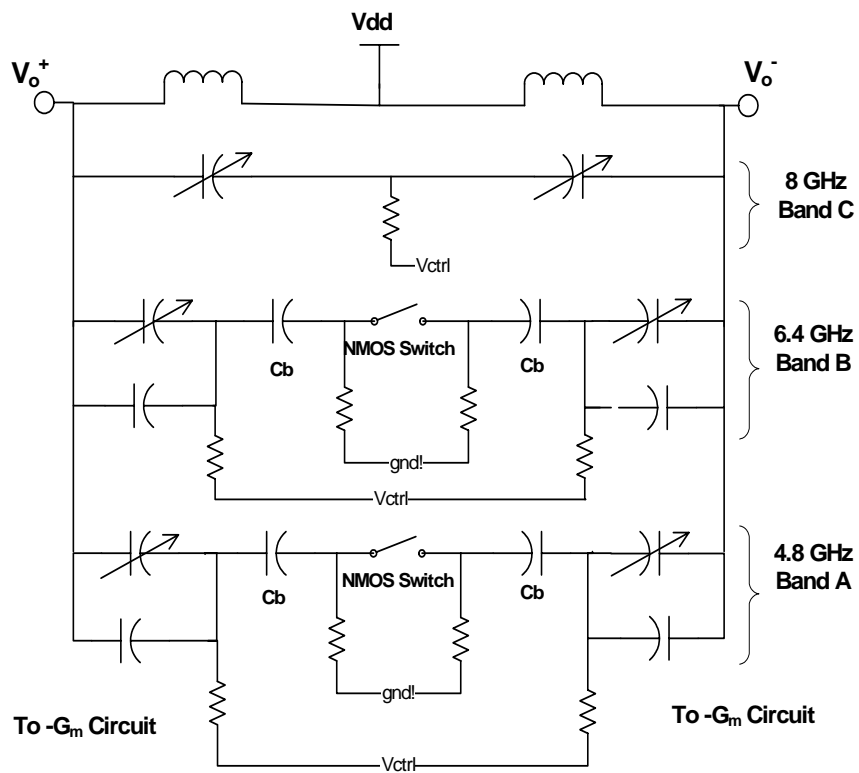 Vdd
Vo+
Vo-
8 GHz
Band C
Vctrl
NMOS Switch
Cb
Cb
6.4 GHz
Band B
gnd!
Vctrl
NMOS Switch
Cb
Cb
4.8 GHz
Band A
gnd!
To -Gm Circuit
To -Gm Circuit
Vctrl